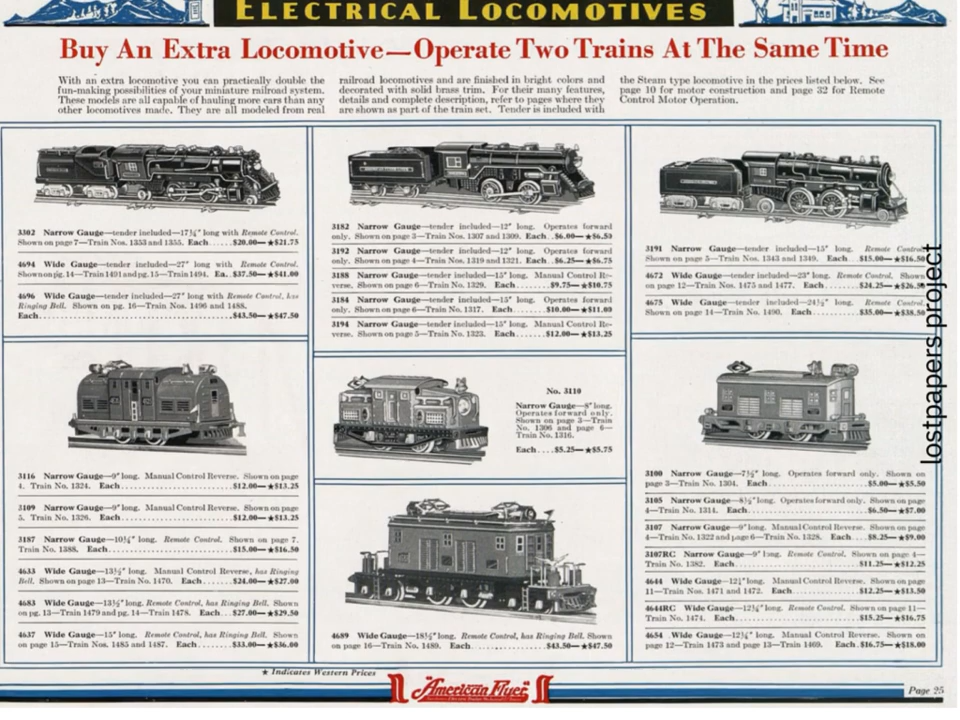 ELECTRICAL LOCOMOTIVES
Buy An Extra Locomotive—Operate Two Trains At The Same Time
With an extra locomotive you can practically double the
fun-making possibilities of your miniature railroad system.
These models are all capable of hauling more cars than any
other locomotives made. They are all modeled from real
railroad locomotives and are finished in bright colors and
decorated with solid brass trim. For their many features,
details and complete description, refer to pages where they
are shown as part of the train set. Tender is included with
the Steam type locomotive in the prices listed below. See
page 10 for motor construction and page 32 for Remote
Control Motor Operation.
3302 Narrow Gauge—tender included—17¼" long with Remote Control.
Shown on page 7—Train Nos. 1353 and 1355. Each.....$20.00—★$21.75
4694 Wide Gauge—tender included—27" long with Remote Control.
Shown on pg. 14—Train 1491 and pg. 15—Train 1494. Ea..$37.50—★$41.00
4696 Wide Gauge—tender included—27" long with Remote Control, has
Ringing Bell. Shown on pg. 16—Train Nos. 1496 and 1488.
Each........................................$43.50—★$47.50
3182 Narrow Gauge—tender included—12" long. Operates forward
only. Shown on page 3—Train Nos. 1307 and 1309. Each..$6.00—★$6.50
3192 Narrow Gauge—tender included—12" long. Operates forward
only. Shown on page 4—Train Nos. 1319 and 1321. Each...$6.25—★$6.75
3188 Narrow Gauge—tender included—15" long. Manual Control Re-
verse. Shown on page 6—Train No. 1329. Each........$9.75—★$10.75
3184 Narrow Gauge—tender included—15" long. Operates forward
only. Shown on page 6—Train No. 1317. Each.......$10.00—★$11.00
3194 Narrow Gauge—tender included—15" long. Manual Control Re-
verse. Shown on page 5—Train No. 1323. Each.......$12.00—★$13.25
3191 Narrow Gauge—tender included—15" long. Remote Control.
Shown on page 5—Train Nos. 1343 and 1349. Each $15.00—★$16.50
4672 Wide Gauge—tender included—23" long. Remote Control. Shown
on page 12—Train Nos. 1475 and 1477. Each.......$24.25—★$26.50
4675 Wide Gauge—tender included—24½" long. Remote Control.
Shown on page 14—Train No. 1490. Each.........$35.00—★$38.50
3116 Narrow Gauge—9" long. Manual Control Reverse. Shown on page
4. Train No. 1324. Each......................$12.00—★$13.25
3109 Narrow Gauge—9" long. Manual Control Reverse. Shown on page
5. Train No. 1326. Each......................$12.00—★$13.25
3187 Narrow Gauge—10¼" long. Remote Control. Shown on page 7.
Train No. 1388. Each.........................$15.00—★$16.50
4633 Wide Gauge—13½" long. Manual Control Reverse, has Ringing
Bell. Shown on page 13—Train No. 1470. Each.......$24.00—★$27.00
4683 Wide Gauge—13½" long. Remote Control, has Ringing Bell. Shown
on pg. 13—Train 1479 and pg. 14—Train 1478. Each...$27.00—★$29.50
4637 Wide Gauge—15" long. Remote Control, has Ringing Bell. Shown
on page 15—Train Nos. 1485 and 1487. Each.......$33.00—★$36.00
No. 3110
Narrow Gauge—8" long.
Operates forward only.
Shown on page 3—Train
No. 1306 and page 6—
Train No. 1316.
Each....$5.25—★$5.75
4689 Wide Gauge—18½" long. Remote Control, has Ringing Bell. Shown
on page 16—Train No. 1489. Each..................$43.50—★$47.50
3100 Narrow Gauge—7½" long. Operates forward only. Shown on
page 3—Train No. 1304. Each....................$5.00—★$5.50
3105 Narrow Gauge—8½" long. Operates forward only. Shown on page
4—Train No. 1314. Each.........................$6.50—★$7.00
3107 Narrow Gauge—9" long. Manual Control Reverse. Shown on page
4—Train No. 1322 and page 6—Train No. 1328. Each...$8.25—★$9.00
3107RC Narrow Gauge—9" long. Remote Control. Shown on page 4—
Train No. 1382. Each.........................$11.25—★$12.25
4644 Wide Gauge—12¼" long. Manual Control Reverse. Shown on page
11—Train Nos. 1471 and 1472. Each.............$12.25—★$13.50
4644RC Wide Gauge—12¼" long. Remote Control. Shown on page 11—
Train No. 1474. Each.........................$15.25—★$16.75
4654 Wide Gauge—12¼" long. Manual Control Reverse. Shown on
page 12—Train No. 1473 and page 13—Train No. 1469. Each.$16.75—★$18.00
lostpapers.project
★ Indicates Western Prices
American Flyer
Page 25